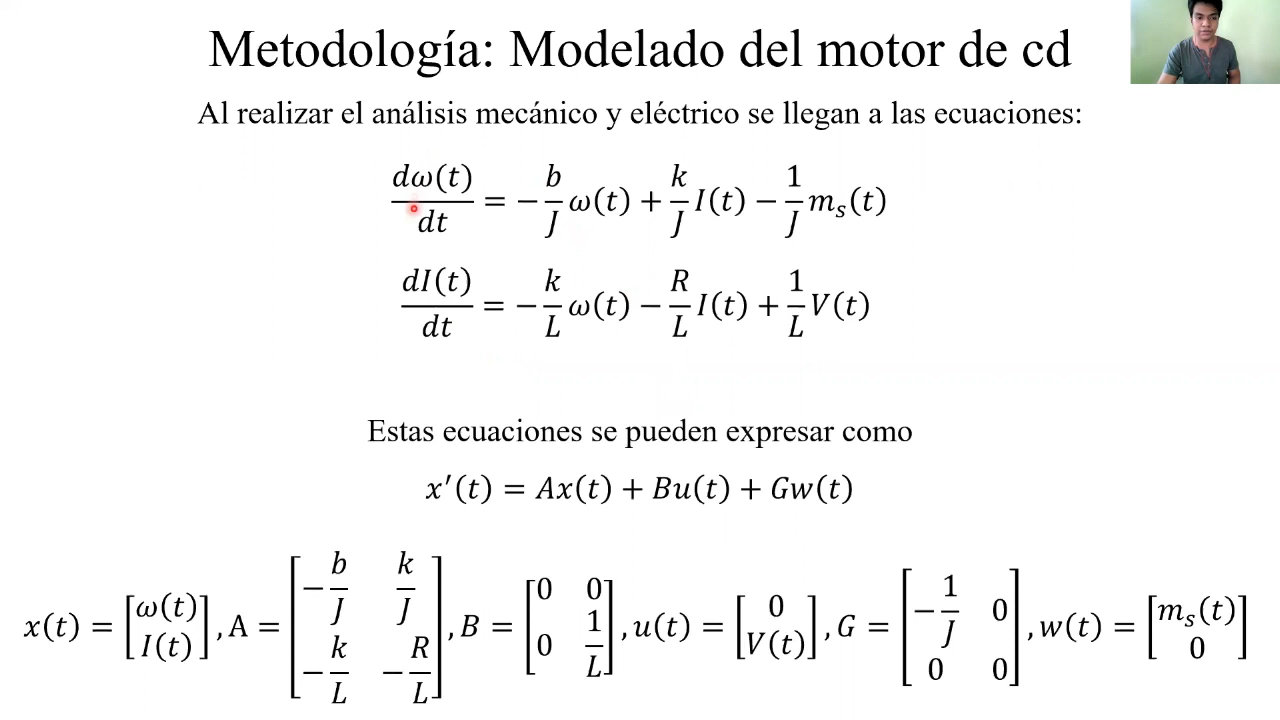 Metodología: Modelado del motor de cd
Al realizar el análisis mecánico y eléctrico se llegan a las ecuaciones:
dω(t)/dt = −b/J ω(t) + k/J I(t) − 1/J mₛ(t)
dI(t)/dt = −k/L ω(t) − R/L I(t) + 1/L V(t)
Estas ecuaciones se pueden expresar como
x′(t) = Ax(t) + Bu(t) + Gw(t)
x(t) = [ω(t); I(t)], A = [−b/J k/J; −k/L −R/L], B = [0 0; 0 1/L], u(t) = [0; V(t)], G = [−1/J 0; 0 0], w(t) = [mₛ(t); 0]